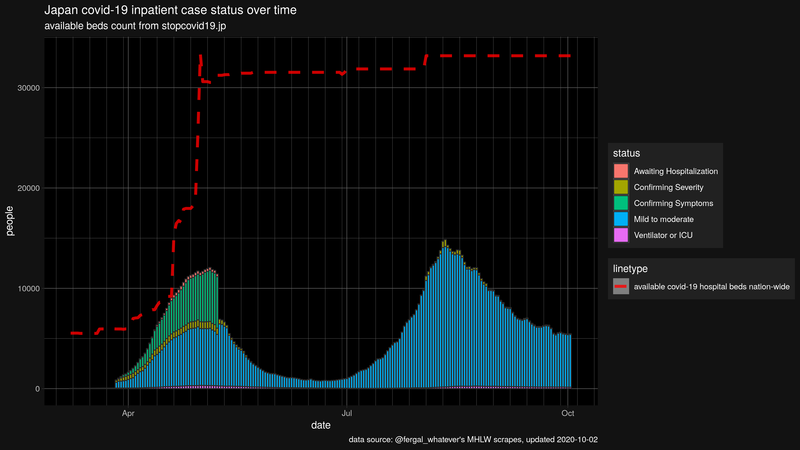 Japan covid-19 inpatient case status over time
available beds count from stopcovid19.jp
people
30000
20000
10000
0
Apr
Jul
Oct
date
status
Awaiting Hospitalization
Confirming Severity
Confirming Symptoms
Mild to moderate
Ventilator or ICU
linetype
available covid-19 hospital beds nation-wide
data source: @fergal_whatever's MHLW scrapes, updated 2020-10-02